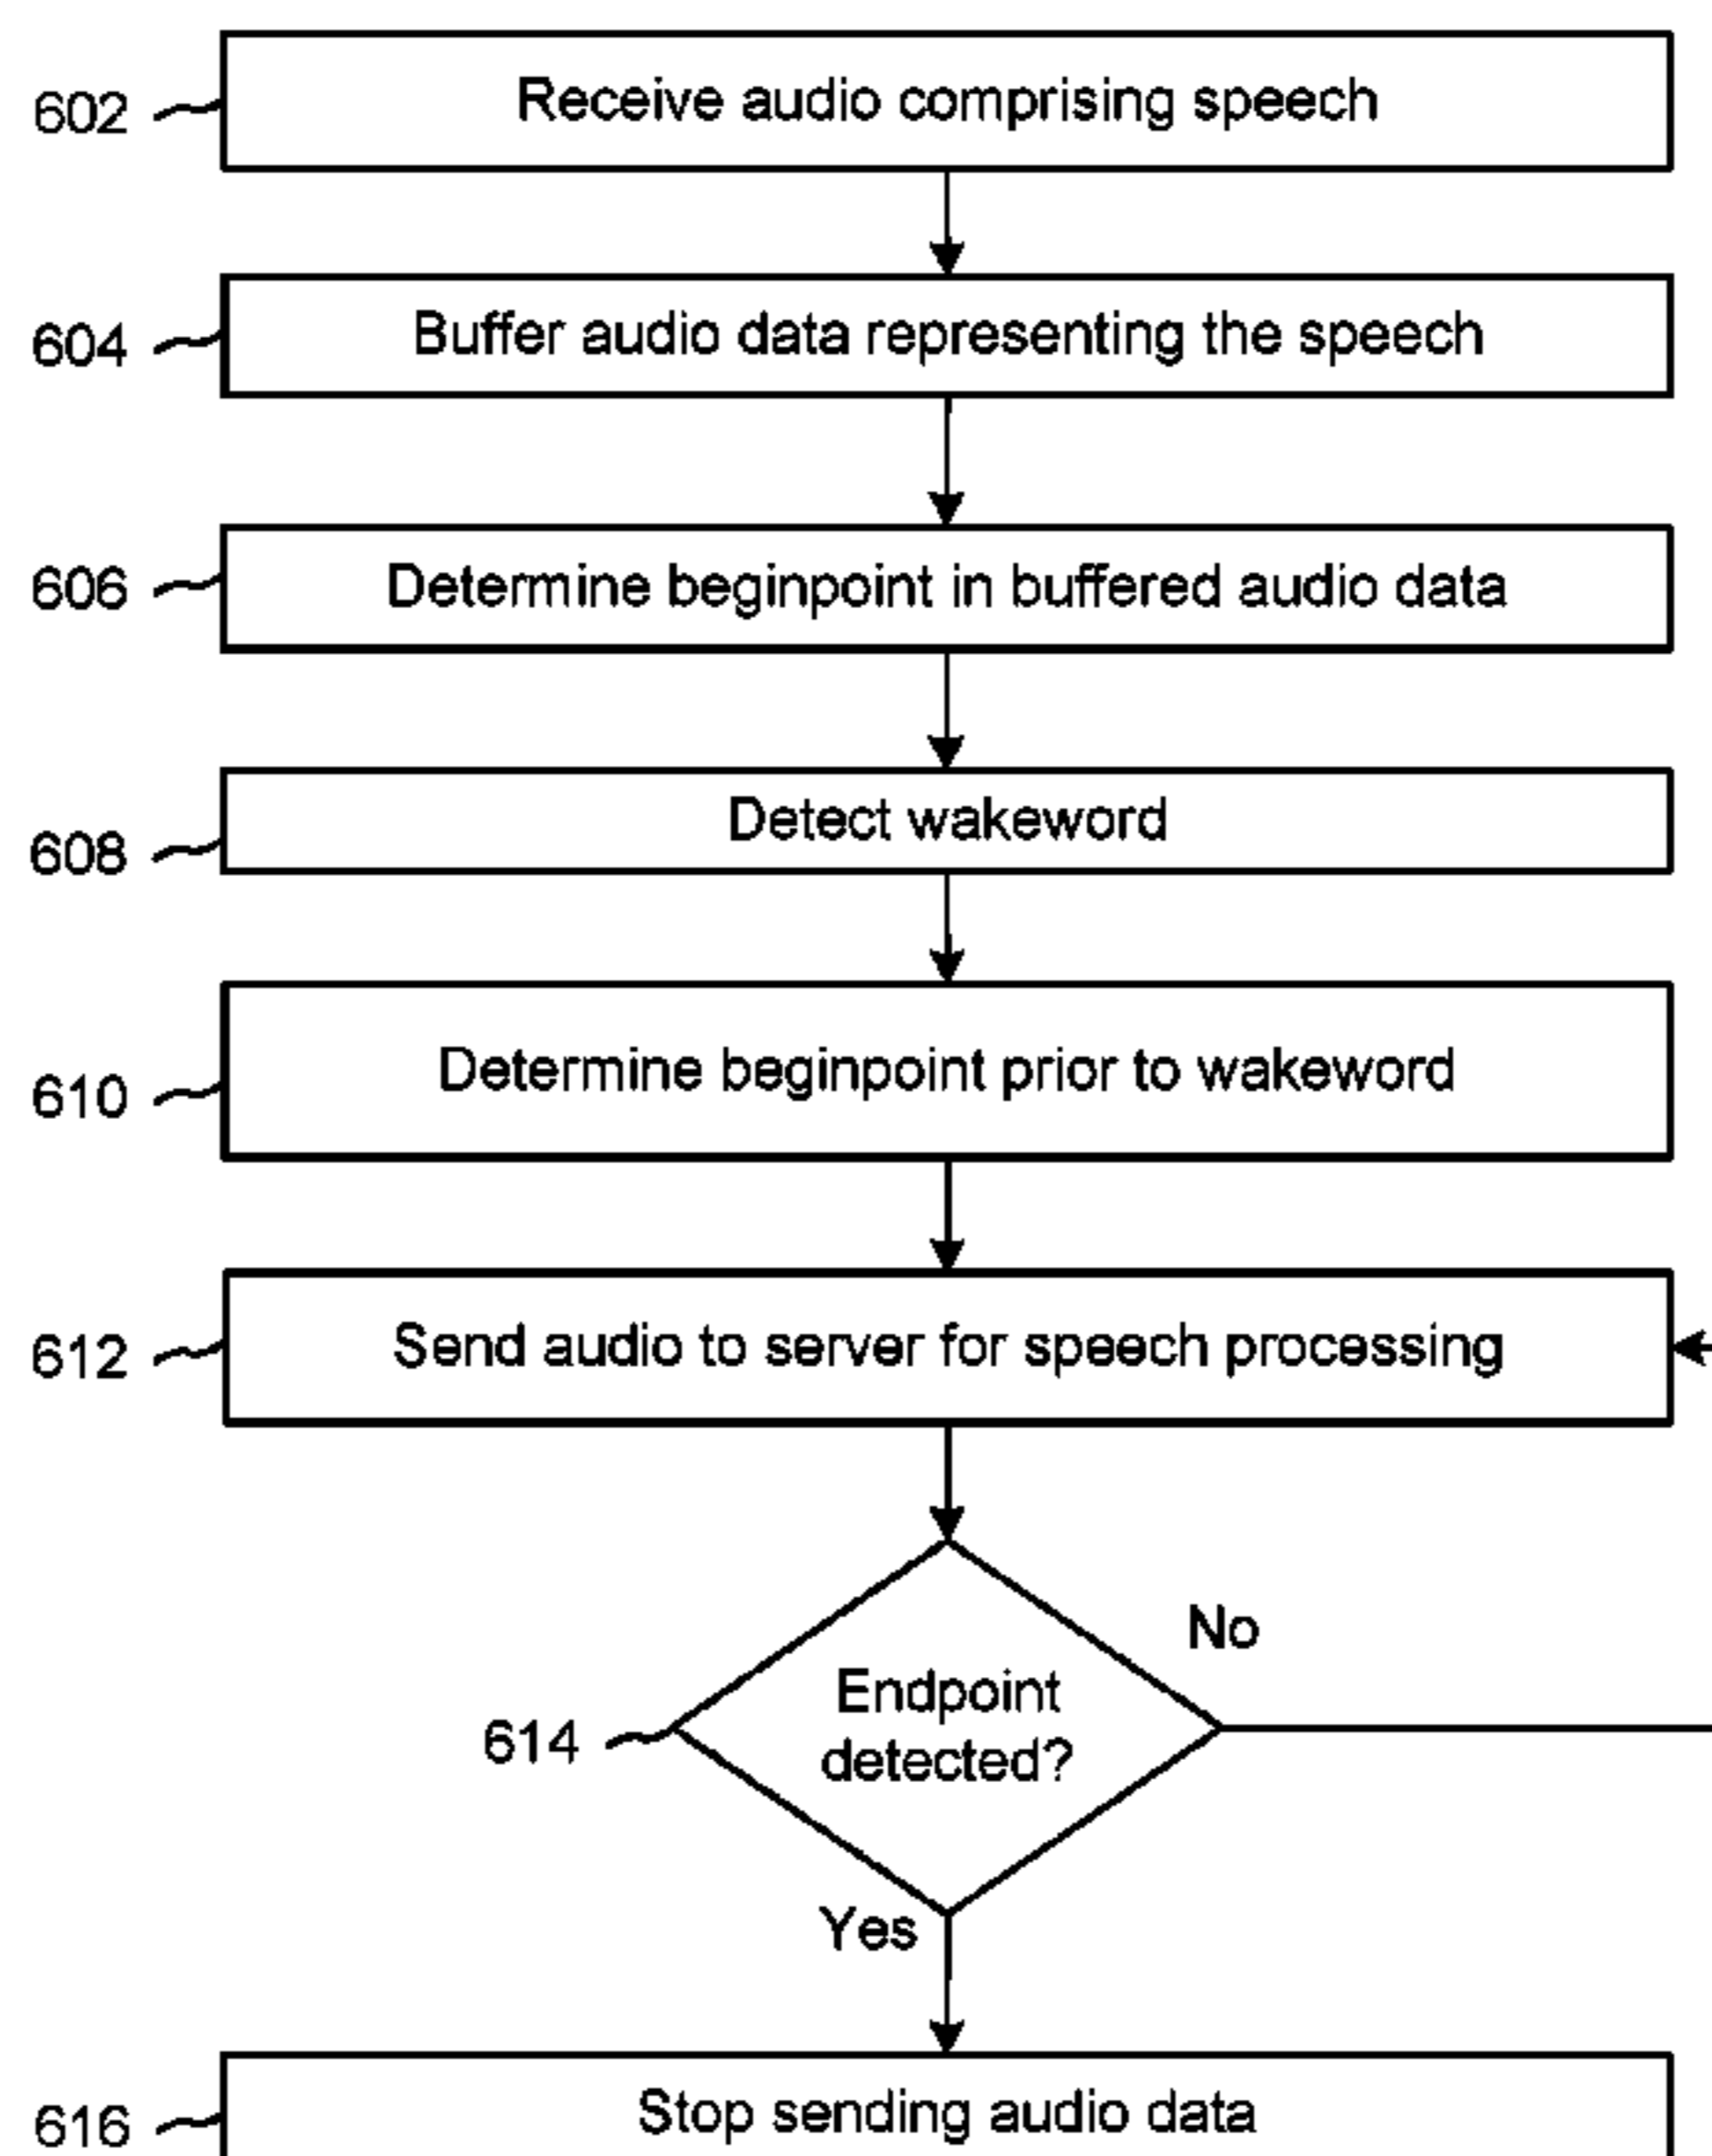 602 Receive audio comprising speech
604 Buffer audio data representing the speech
606 Determine beginpoint in buffered audio data
608 Detect wakeword
610 Determine beginpoint prior to wakeword
612 Send audio to server for speech processing
No
Endpoint
614 detected?
Yes
616 Stop sending audio data